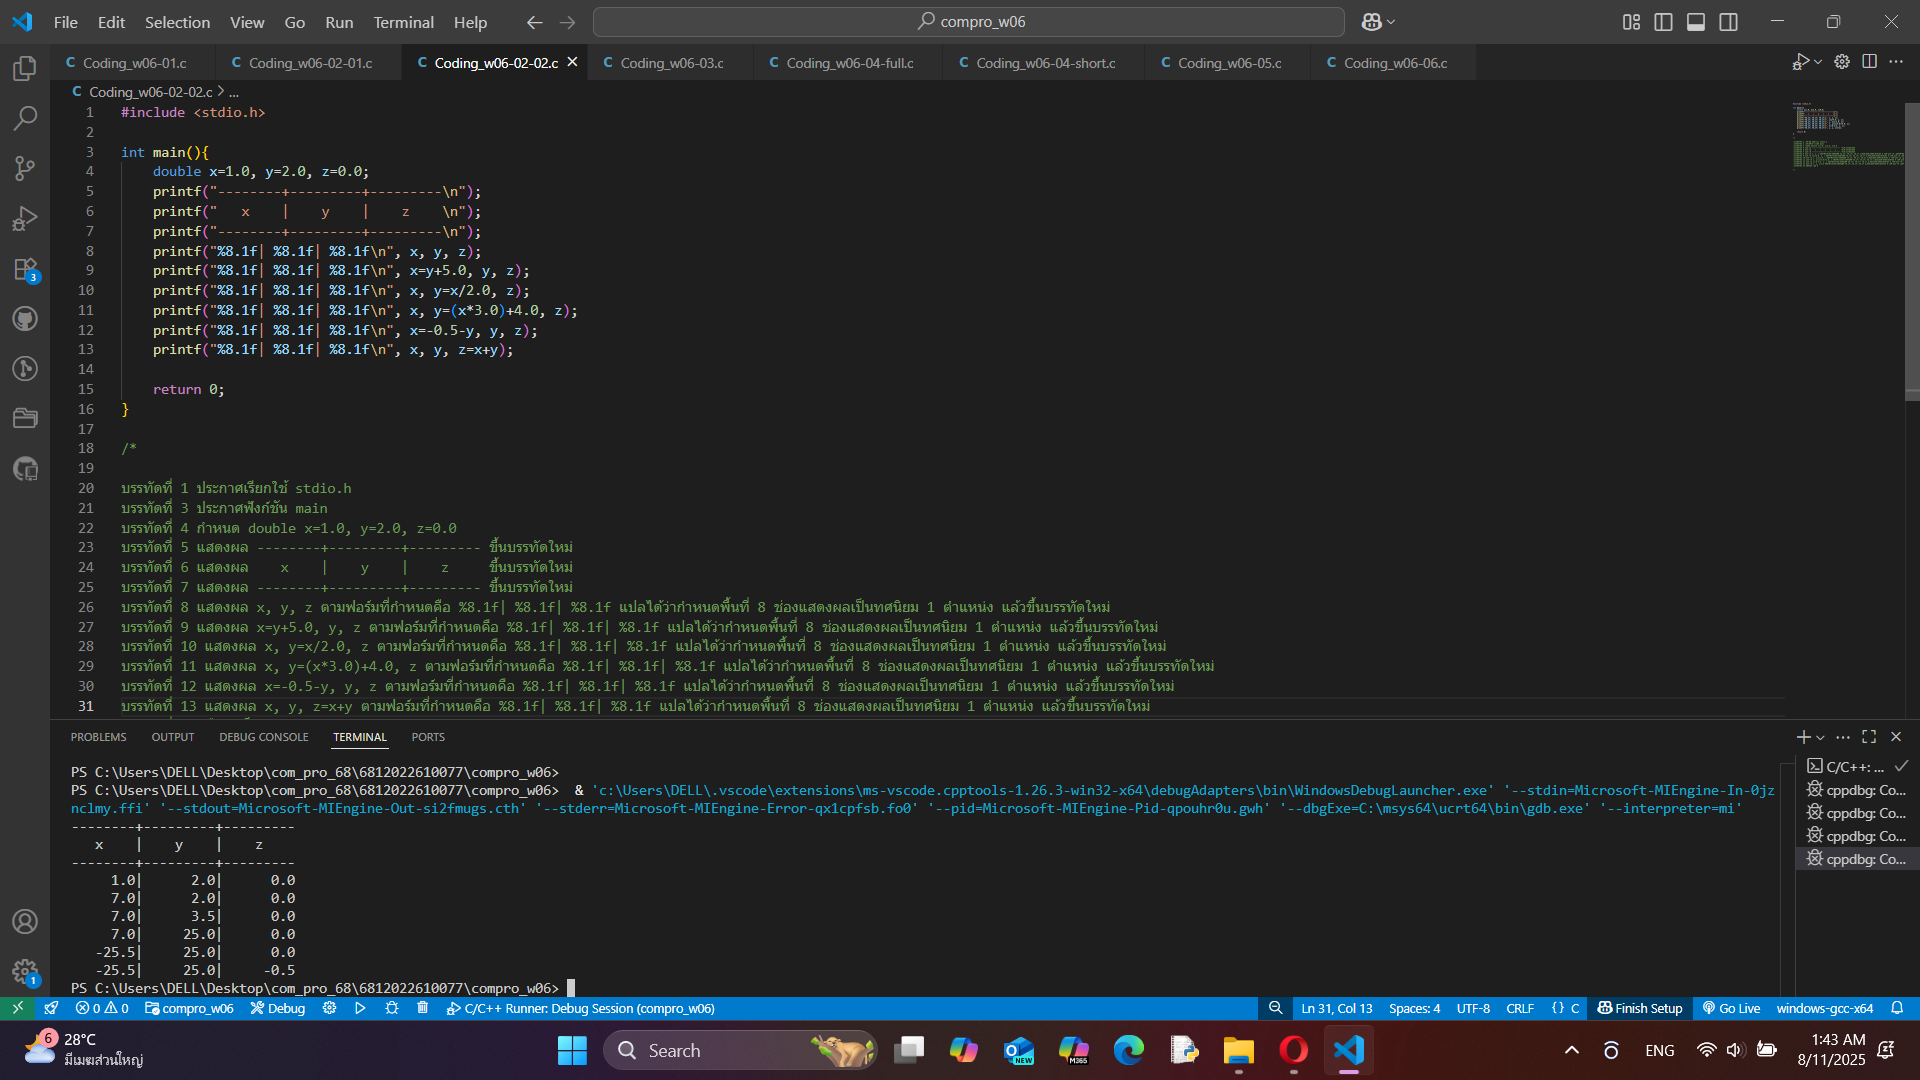 File Edit Selection View Go Run Terminal Help
compro_w06
C Coding_w06-01.c
C Coding_w06-02-01.c
C Coding_w06-02-02.c
C Coding_w06-03.c
C Coding_w06-04-full.c
C Coding_w06-04-short.c
C Coding_w06-05.c
C Coding_w06-06.c
C Coding_w06-02-02.c > ...
1 #include <stdio.h>
2
3 int main(){
4 double x=1.0, y=2.0, z=0.0;
5 printf("--------+---------+---------\n");
6 printf("   x    |    y    |    z    \n");
7 printf("--------+---------+---------\n");
8 printf("%8.1f| %8.1f| %8.1f\n", x, y, z);
9 printf("%8.1f| %8.1f| %8.1f\n", x=y+5.0, y, z);
10 printf("%8.1f| %8.1f| %8.1f\n", x, y=x/2.0, z);
11 printf("%8.1f| %8.1f| %8.1f\n", x, y=(x*3.0)+4.0, z);
12 printf("%8.1f| %8.1f| %8.1f\n", x=-0.5-y, y, z);
13 printf("%8.1f| %8.1f| %8.1f\n", x, y, z=x+y);
14
15 return 0;
16 }
17
18 /*
19
20 บรรทัดที่ 1 ประกาศเรียกใช้ stdio.h
21 บรรทัดที่ 3 ประกาศฟังก์ชัน main
22 บรรทัดที่ 4 กำหนด double x=1.0, y=2.0, z=0.0
23 บรรทัดที่ 5 แสดงผล --------+---------+--------- ขึ้นบรรทัดใหม่
24 บรรทัดที่ 6 แสดงผล    x    |    y    |    z     ขึ้นบรรทัดใหม่
25 บรรทัดที่ 7 แสดงผล --------+---------+--------- ขึ้นบรรทัดใหม่
26 บรรทัดที่ 8 แสดงผล x, y, z ตามฟอร์มที่กำหนดคือ %8.1f| %8.1f| %8.1f แปลได้ว่ากำหนดพื้นที่ 8 ช่องแสดงผลเป็นทศนิยม 1 ตำแหน่ง แล้วขึ้นบรรทัดใหม่
27 บรรทัดที่ 9 แสดงผล x=y+5.0, y, z ตามฟอร์มที่กำหนดคือ %8.1f| %8.1f| %8.1f แปลได้ว่ากำหนดพื้นที่ 8 ช่องแสดงผลเป็นทศนิยม 1 ตำแหน่ง แล้วขึ้นบรรทัดใหม่
28 บรรทัดที่ 10 แสดงผล x, y=x/2.0, z ตามฟอร์มที่กำหนดคือ %8.1f| %8.1f| %8.1f แปลได้ว่ากำหนดพื้นที่ 8 ช่องแสดงผลเป็นทศนิยม 1 ตำแหน่ง แล้วขึ้นบรรทัดใหม่
29 บรรทัดที่ 11 แสดงผล x, y=(x*3.0)+4.0, z ตามฟอร์มที่กำหนดคือ %8.1f| %8.1f| %8.1f แปลได้ว่ากำหนดพื้นที่ 8 ช่องแสดงผลเป็นทศนิยม 1 ตำแหน่ง แล้วขึ้นบรรทัดใหม่
30 บรรทัดที่ 12 แสดงผล x=-0.5-y, y, z ตามฟอร์มที่กำหนดคือ %8.1f| %8.1f| %8.1f แปลได้ว่ากำหนดพื้นที่ 8 ช่องแสดงผลเป็นทศนิยม 1 ตำแหน่ง แล้วขึ้นบรรทัดใหม่
31 บรรทัดที่ 13 แสดงผล x, y, z=x+y ตามฟอร์มที่กำหนดคือ %8.1f| %8.1f| %8.1f แปลได้ว่ากำหนดพื้นที่ 8 ช่องแสดงผลเป็นทศนิยม 1 ตำแหน่ง แล้วขึ้นบรรทัดใหม่
3
PROBLEMS OUTPUT DEBUG CONSOLE TERMINAL PORTS
PS C:\Users\DELL\Desktop\com_pro_68\6812022610077\compro_w06>
PS C:\Users\DELL\Desktop\com_pro_68\6812022610077\compro_w06>  & 'c:\Users\DELL\.vscode\extensions\ms-vscode.cpptools-1.26.3-win32-x64\debugAdapters\bin\WindowsDebugLauncher.exe' '--stdin=Microsoft-MIEngine-In-0jz
nclmy.ffi' '--stdout=Microsoft-MIEngine-Out-si2fmugs.cth' '--stderr=Microsoft-MIEngine-Error-qx1cpfsb.fo0' '--pid=Microsoft-MIEngine-Pid-qpouhr0u.gwh' '--dbgExe=C:\msys64\ucrt64\bin\gdb.exe' '--interpreter=mi'
--------+---------+---------
   x    |    y    |    z
--------+---------+---------
     1.0|      2.0|      0.0
     7.0|      2.0|      0.0
     7.0|      3.5|      0.0
     7.0|     25.0|      0.0
   -25.5|     25.0|      0.0
   -25.5|     25.0|     -0.5
PS C:\Users\DELL\Desktop\com_pro_68\6812022610077\compro_w06>
C/C++: ...
cppdbg: Co...
cppdbg: Co...
cppdbg: Co...
cppdbg: Co...
1
0 0 compro_w06 Debug C/C++ Runner: Debug Session (compro_w06)
Ln 31, Col 13 Spaces: 4 UTF-8 CRLF {} C Finish Setup Go Live windows-gcc-x64
6
28°C
มีเมฆส่วนใหญ่
Search
NEW
M365
ENG
1:43 AM
8/11/2025